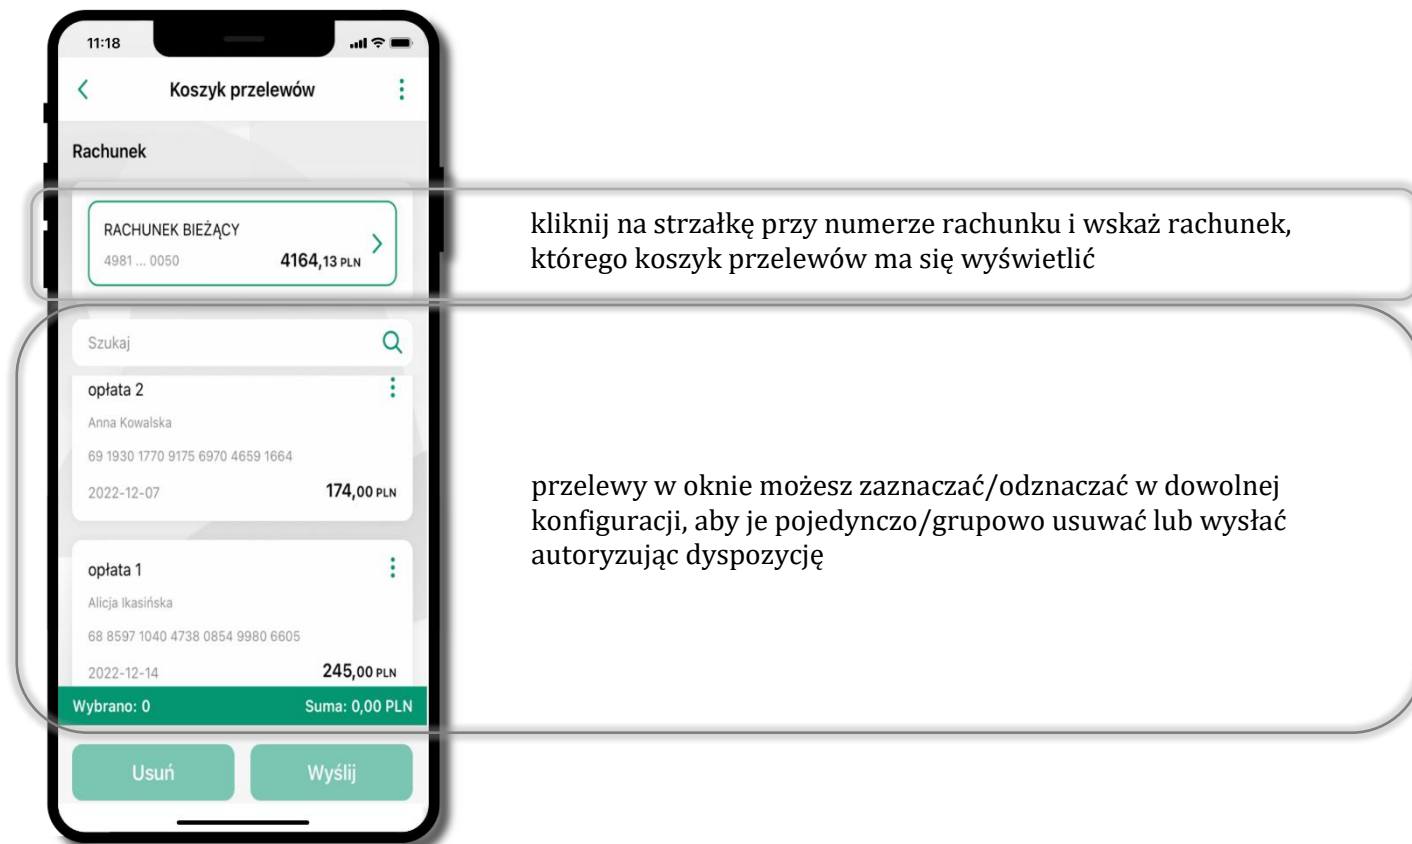 11:18
Koszyk przelewów
Rachunek
RACHUNEK BIEŻĄCY
4981 ... 0050
4164,13 PLN
kliknij na strzałkę przy numerze rachunku i wskaż rachunek,
którego koszyk przelewów ma się wyświetlić
Szukaj
opłata 2
Anna Kowalska
69 1930 1770 9175 6970 4659 1664
2022-12-07
174,00 PLN
przelewy w oknie możesz zaznaczać/odznaczać w dowolnej
konfiguracji, aby je pojedynczo/grupowo usuwać lub wysłać
autoryzując dyspozycję
opłata 1
Alicja Ikasińska
68 8597 1040 4738 0854 9980 6605
2022-12-14
245,00 PLN
Wybrano: 0
Suma: 0,00 PLN
Usuń
Wyślij